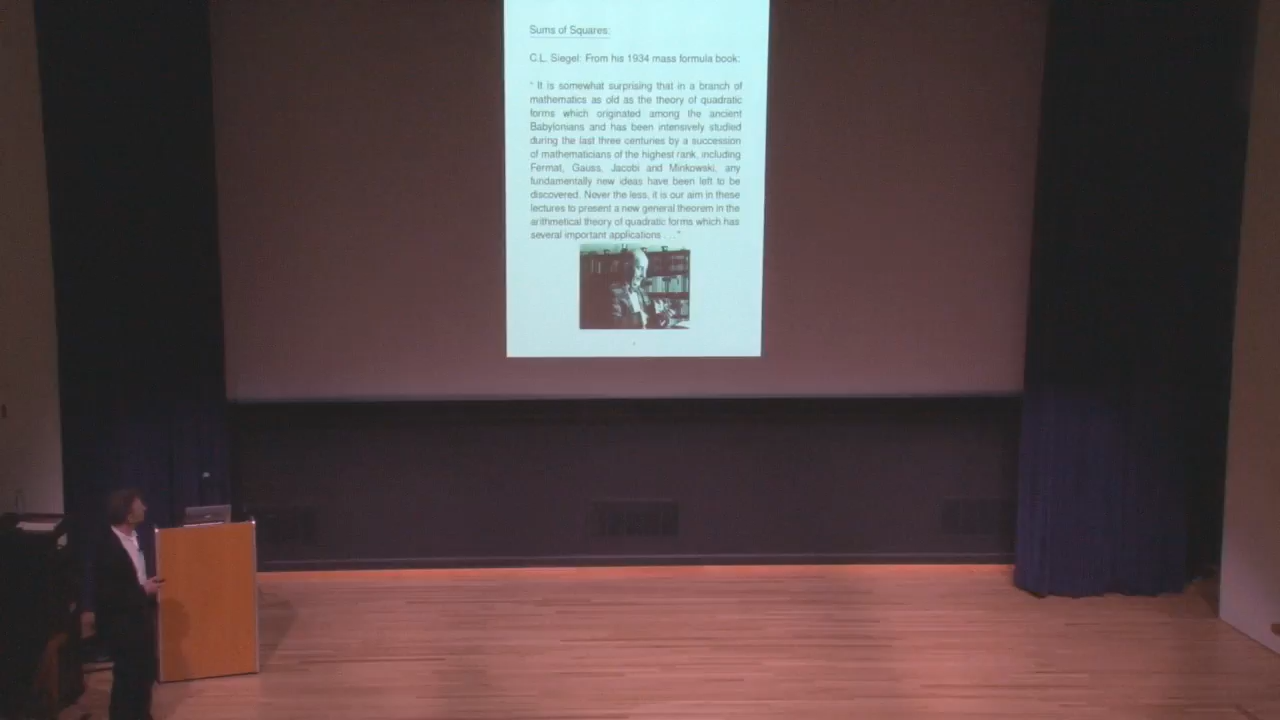 Sums of Squares:
C.L. Siegel: From his 1934 mass formula book:
" It is somewhat surprising that in a branch of
mathematics as old as the theory of quadratic
forms which originated among the ancient
Babylonians and has been intensively studied
during the last three centuries by a succession
of mathematicians of the highest rank, including
Fermat, Gauss, Jacobi and Minkowski, any
fundamentally new ideas have been left to be
discovered. Never the less, it is our aim in these
lectures to present a new general theorem in the
arithmetical theory of quadratic forms which has
several important applications . . ."